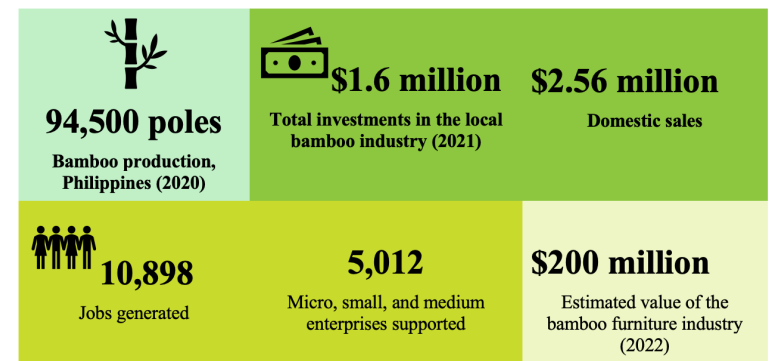 94,500 poles
Bamboo production,
Philippines (2020)
$1.6 million
Total investments in the local
bamboo industry (2021)
$2.56 million
Domestic sales
10,898
Jobs generated
5,012
Micro, small, and medium
enterprises supported
$200 million
Estimated value of the
bamboo furniture industry
(2022)